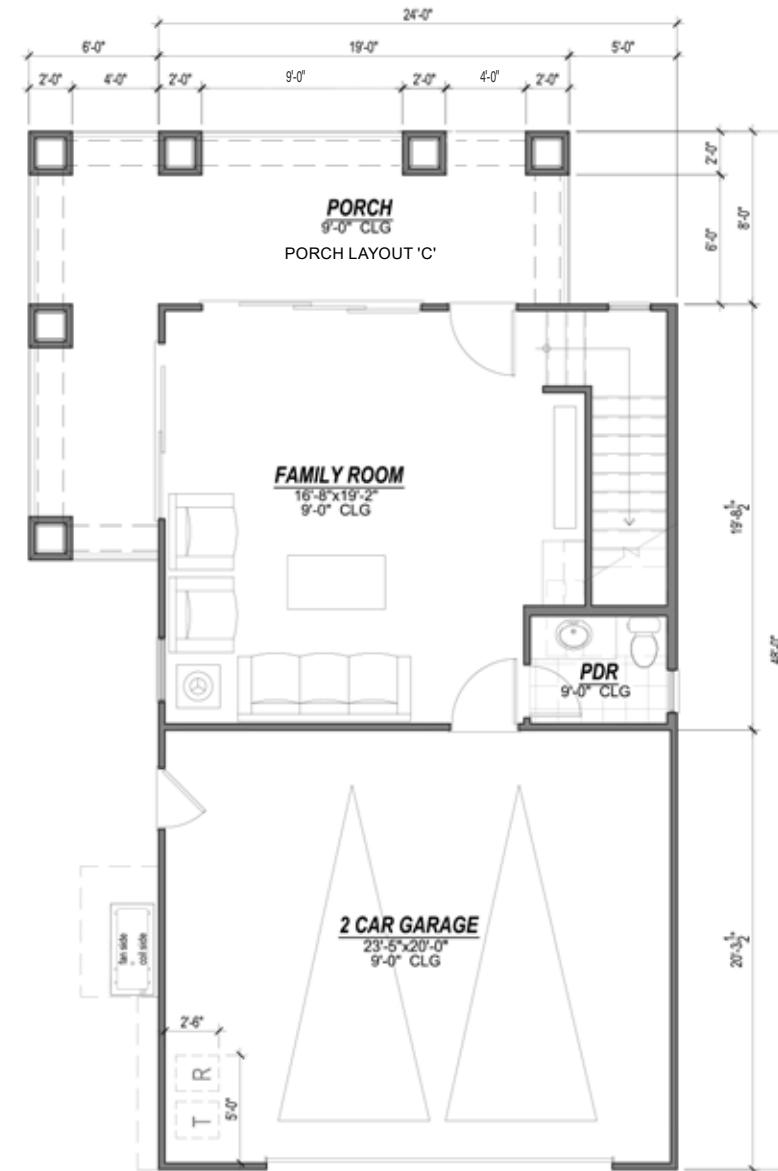 24'-0"
6'-0" 19'-0" 5'-0"
2'-0" 4'-0" 2'-0" 9'-0" 2'-0" 4'-0" 2'-0"
2'-0"
PORCH
9'-0" CLG
PORCH LAYOUT 'C'
8'-0"
6'-0"
FAMILY ROOM
16'-8"x19'-2"
9'-0" CLG
19'-8½"
48'-0"
PDR
9'-0" CLG
2 CAR GARAGE
23'-5"x20'-0"
9'-0" CLG
fan side
coil side
20'-3½"
2'-6"
R
T
5'-0"